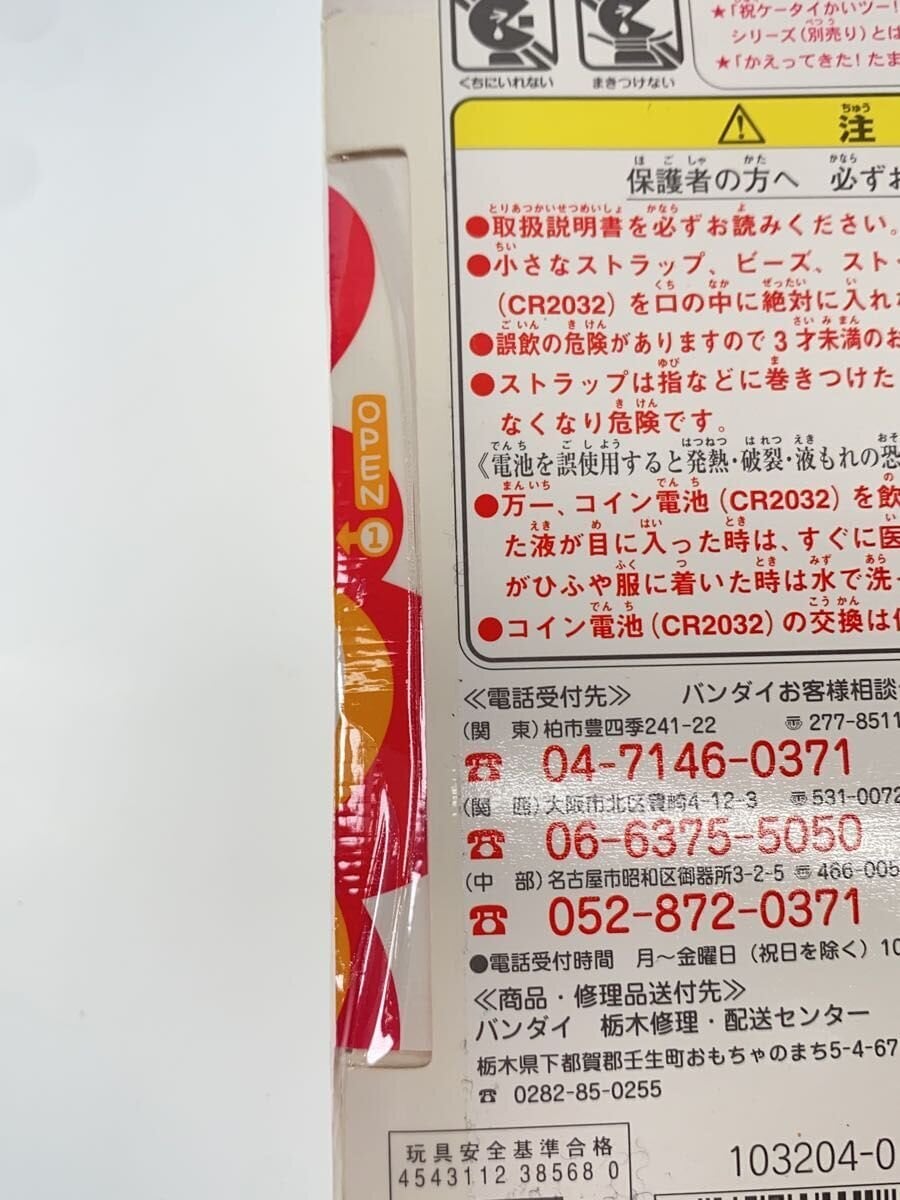 ★「祝ケータイかいツー!
シリーズ(別売り)とは
★「かえってきた!たま
くちにいれない
まきつけない
注
保護者の方へ 必ずお
●取扱説明書を必ずお読みください。
●小さなストラップ、ビーズ、スト
(CR2032)を口の中に絶対に入れ
●誤飲の危険がありますので3才未満のお
●ストラップは指などに巻きつけた
なくなり危険です。
《電池を誤使用すると発熱・破裂・液もれの恐
●万一、コイン電池(CR2032)を飲
た液が目に入った時は、すぐに医
がひふや服に着いた時は水で洗
●コイン電池(CR2032)の交換は
OPEN
1
≪電話受付先≫ バンダイお客様相談
(関 東)柏市豊四季241-22 〠277-8511
☎ 04-7146-0371
(関 西)大阪市北区豊崎4-12-3 〠531-0072
☎ 06-6375-5050
(中 部)名古屋市昭和区御器所3-2-5 〠466-005
☎ 052-872-0371
●電話受付時間 月~金曜日(祝日を除く)10
≪商品・修理品送付先≫
バンダイ 栃木修理・配送センター
栃木県下都賀郡壬生町おもちゃのまち5-4-67
☎ 0282-85-0255
玩具安全基準合格
4543112 38568 0
103204-0